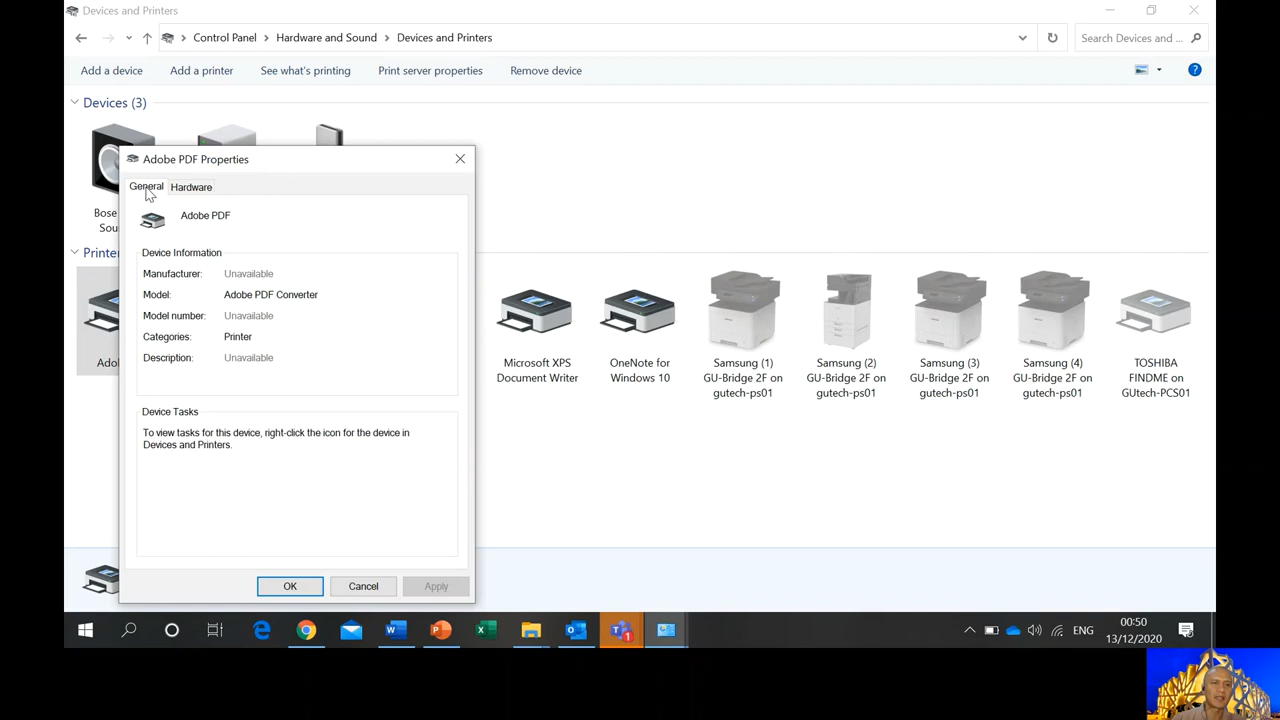 Devices and Printers
Control Panel > Hardware and Sound > Devices and Printers
Search Devices and ...
Add a device
Add a printer
See what's printing
Print server properties
Remove device
?
Devices (3)
Bose
Sou
Printe
Ado
Adobe PDF Properties
General
Hardware
Adobe PDF
Device Information
Manufacturer: Unavailable
Model: Adobe PDF Converter
Model number: Unavailable
Categories: Printer
Description: Unavailable
Device Tasks
To view tasks for this device, right-click the icon for the device in
Devices and Printers.
OK
Cancel
Apply
Microsoft XPS
Document Writer
OneNote for
Windows 10
Samsung (1)
GU-Bridge 2F on
gutech-ps01
Samsung (2)
GU-Bridge 2F on
gutech-ps01
Samsung (3)
GU-Bridge 2F on
gutech-ps01
Samsung (4)
GU-Bridge 2F on
gutech-ps01
TOSHIBA
FINDME on
GUtech-PCS01
1
ENG
00:50
13/12/2020